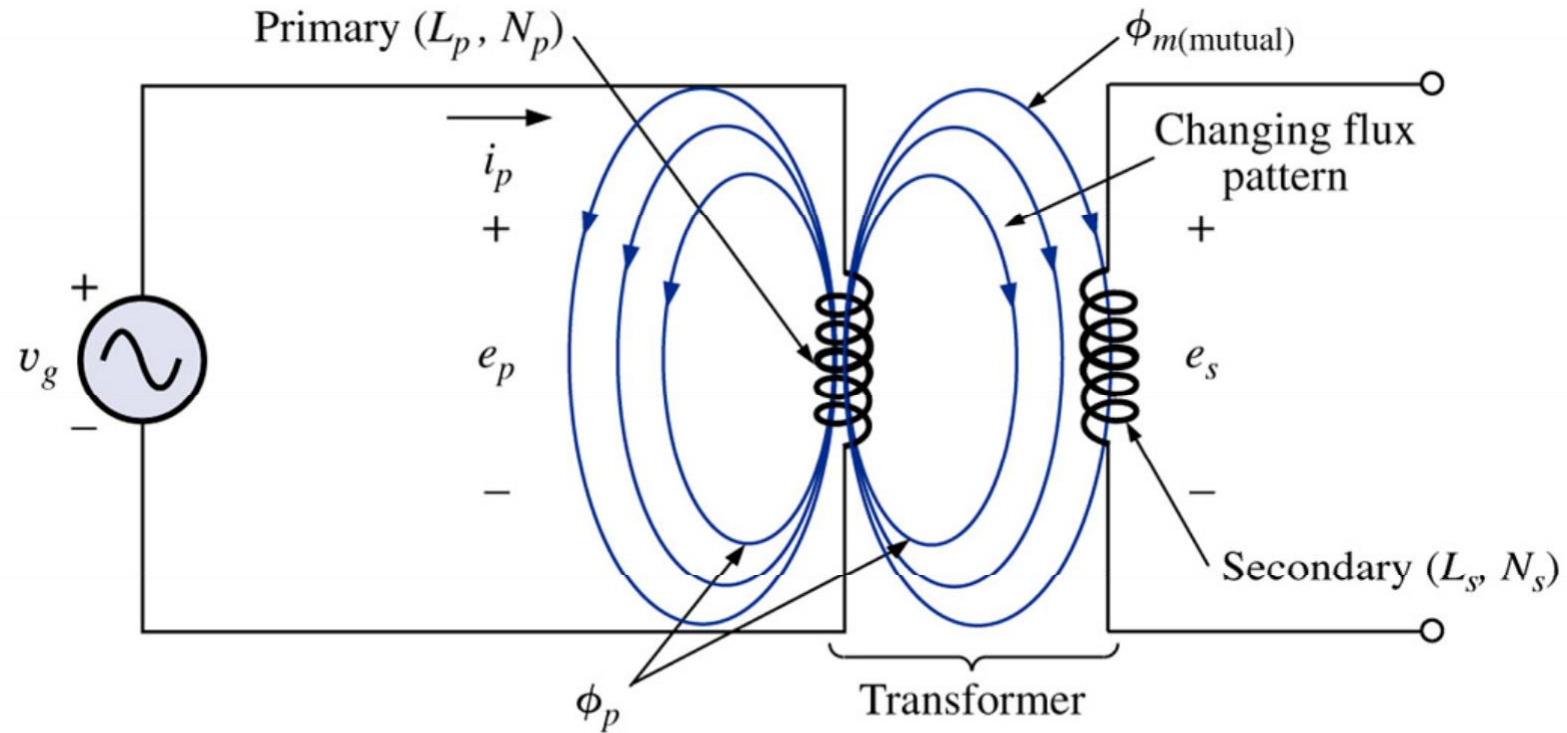 Primary (Lp, Np)
ϕm(mutual)
Changing flux
pattern
ip
+
+
+
vg
ep
es
−
−
−
Secondary (Ls, Ns)
ϕp
Transformer